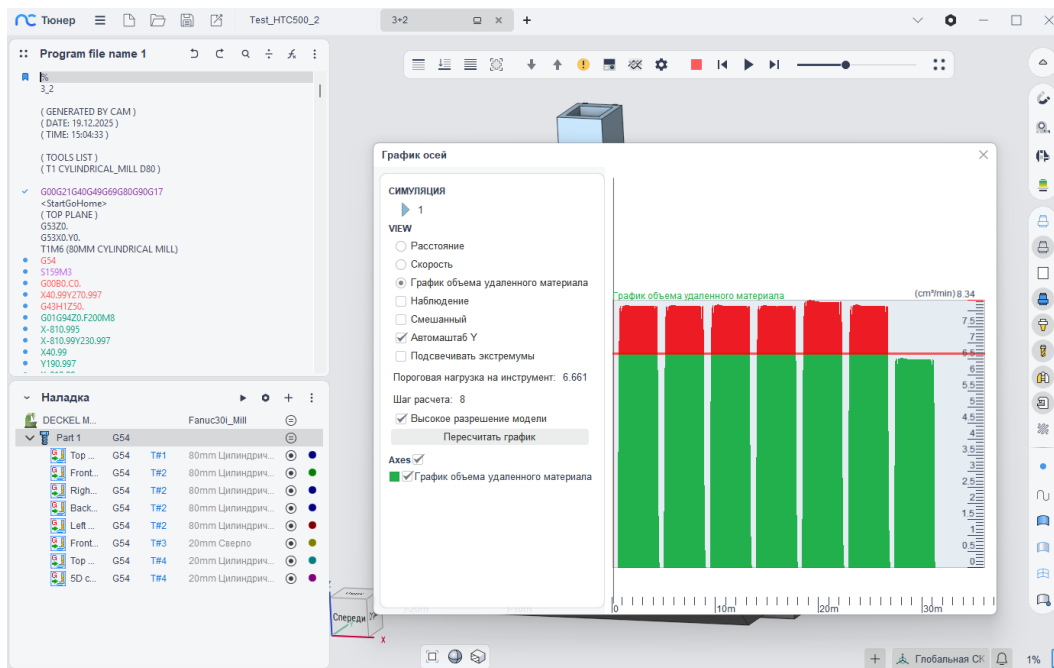 Тюнер
Test_HTC500_2
3+2
Program file name 1
%
3_2
( GENERATED BY CAM )
( DATE: 19.12.2025 )
( TIME: 15:04:33 )
( TOOLS LIST )
( T1 CYLINDRICAL_MILL D80 )
G00G21G40G49G69G80G90G17
<StartGoHome>
( TOP PLANE )
G53Z0.
G53X0.Y0.
T1M6 (80MM CYLINDRICAL MILL)
G54
S159M3
G00B0.C0.
X40.99Y270.997
G43H1Z50.
G01G94Z0.F200M8
X-810.995
X-810.99Y230.997
X40.99
Y190.997
Наладка
DECKEL M... Fanuc30i_Mill
Part 1 G54
Top ... G54 T#1 80mm Цилиндрич...
Front... G54 T#2 80mm Цилиндрич...
Righ... G54 T#2 80mm Цилиндрич...
Back... G54 T#2 80mm Цилиндрич...
Left ... G54 T#2 80mm Цилиндрич...
Front... G54 T#3 20mm Сверло
Top ... G54 T#4 20mm Цилиндрич...
5D c... G54 T#4 20mm Цилиндрич...
График осей
СИМУЛЯЦИЯ
1
VIEW
Расстояние
Скорость
График объема удаленного материала
Наблюдение
Смешанный
Автомасштаб Y
Подсвечивать экстремумы
Пороговая нагрузка на инструмент: 6.661
Шаг расчета: 8
Высокое разрешение модели
Пересчитать график
Axes
График объема удаленного материала
График объема удаленного материала
(cm³/min) 8.34
7.5
6.5
6
5.5
5
4.5
4
3.5
3
2.5
2
1.5
1
0.5
0
0 10m 20m 30m
Спереди
X
Глобальная СК
1%